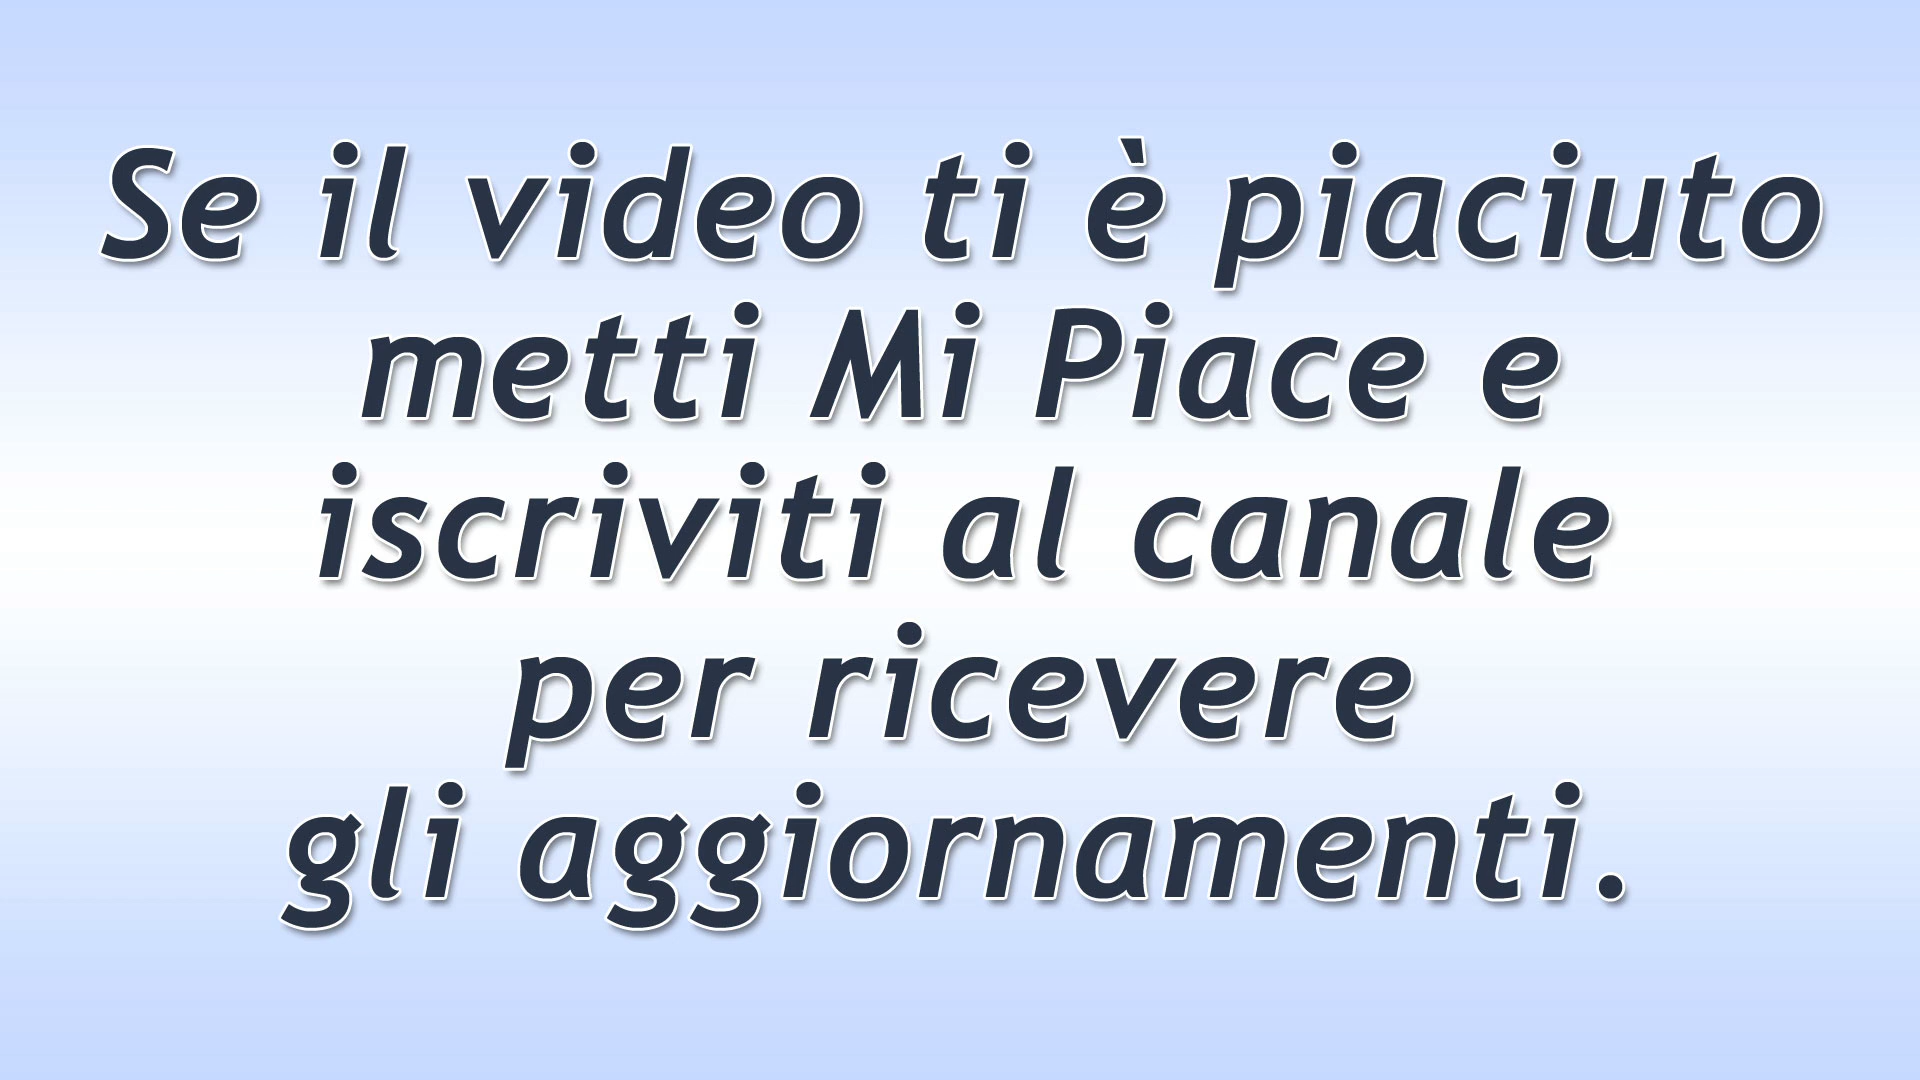 Se il video ti è piaciuto
metti Mi Piace e
iscriviti al canale
per ricevere
gli aggiornamenti.